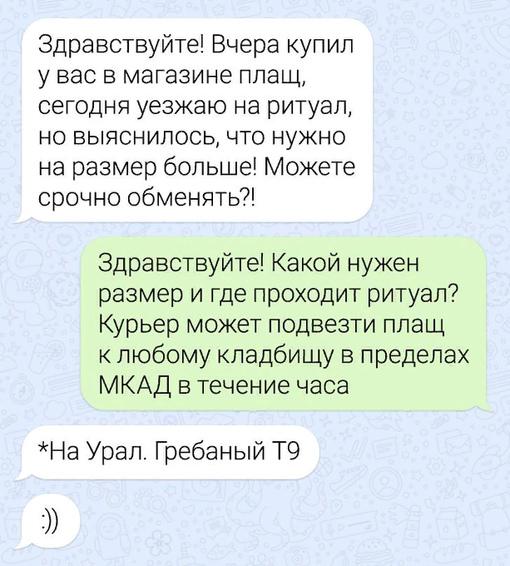 Здравствуйте! Вчера купил
у вас в магазине плащ,
сегодня уезжаю на ритуал,
но выяснилось, что нужно
на размер больше! Можете
срочно обменять?!
Здравствуйте! Какой нужен
размер и где проходит ритуал?
Курьер может подвезти плащ
к любому кладбищу в пределах
МКАД в течение часа
*На Урал. Гребаный Т9
:))